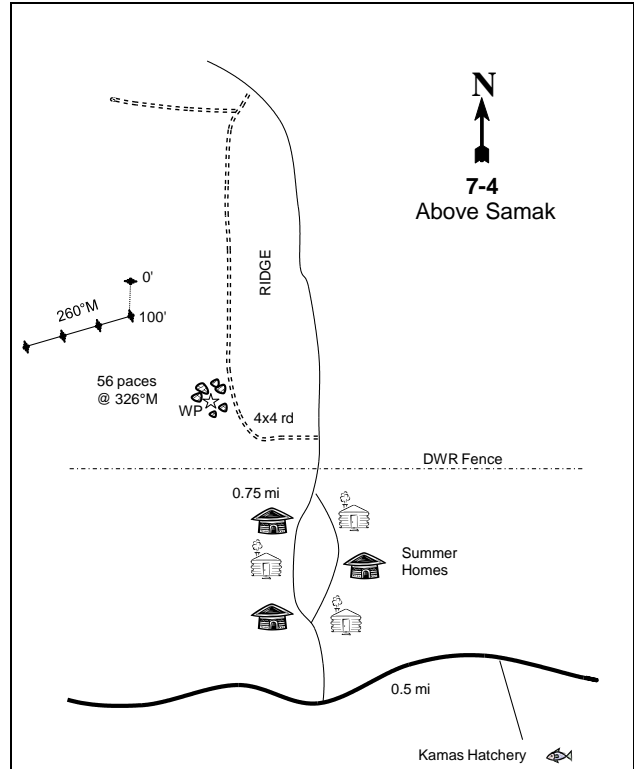 N
7-4
Above Samak
RIDGE
0'
260°M
100'
56 paces
@ 326°M
WP
4x4 rd
DWR Fence
0.75 mi
Summer
Homes
0.5 mi
Kamas Hatchery